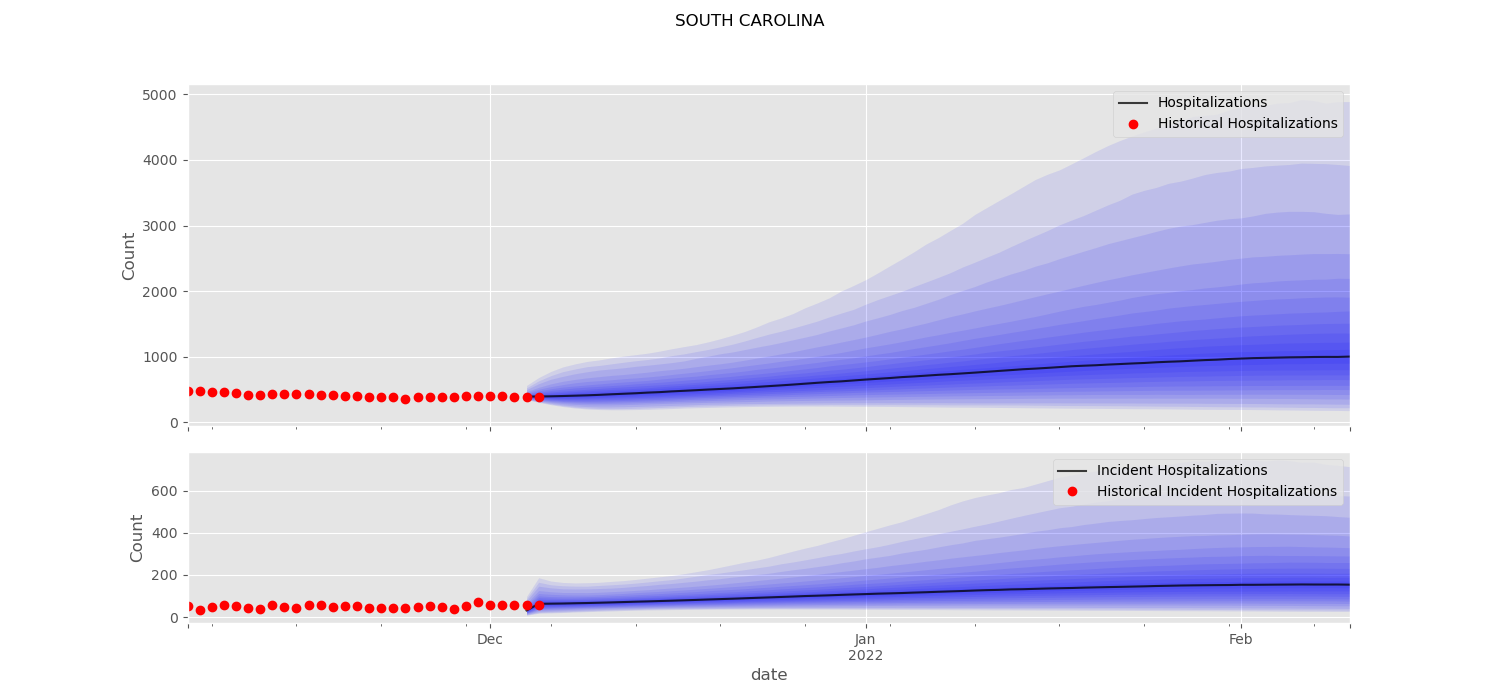 SOUTH CAROLINA
5000
4000
3000
2000
1000
0
Count
Hospitalizations
Historical Hospitalizations
600
400
200
0
Count
Incident Hospitalizations
Historical Incident Hospitalizations
Dec
Jan
2022
Feb
date